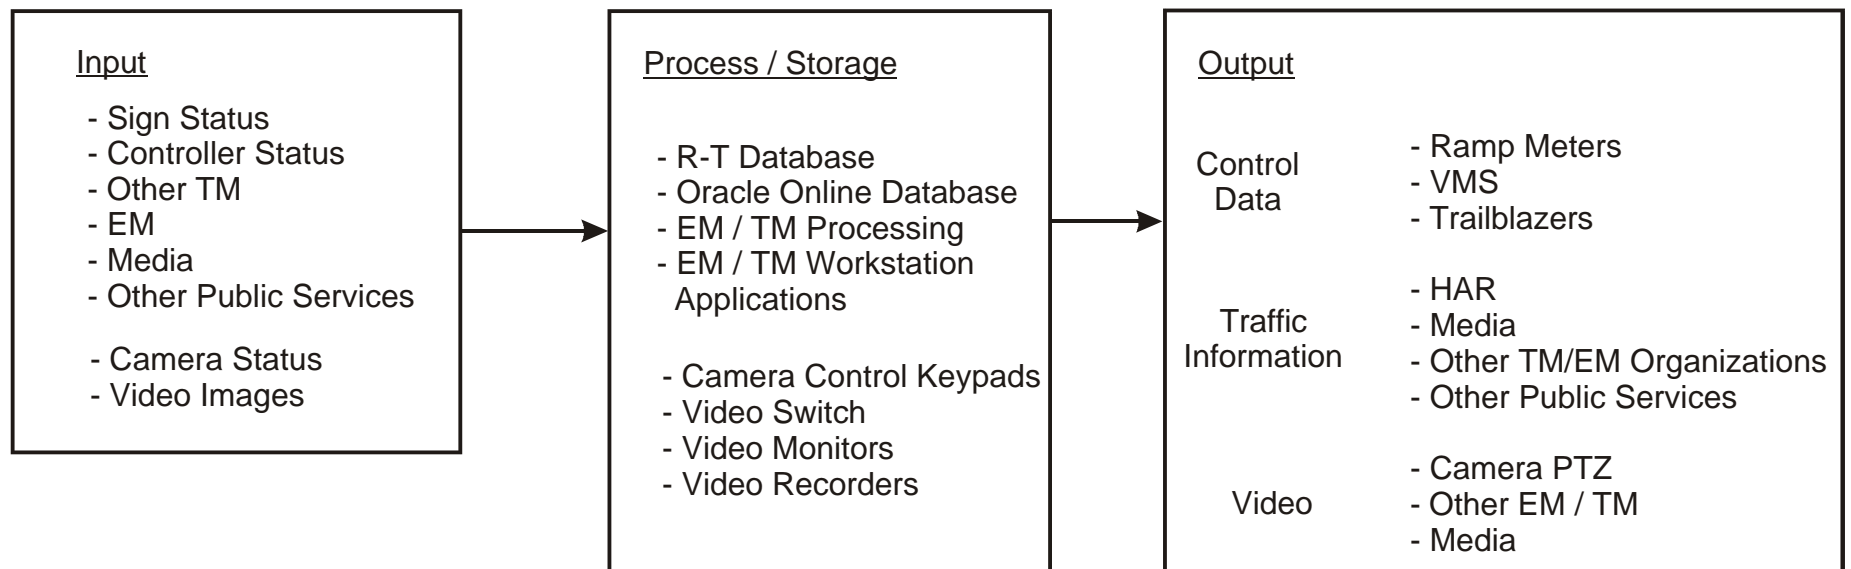 Input
- Sign Status
- Controller Status
- Other TM
- EM
- Media
- Other Public Services
- Camera Status
- Video Images
Process / Storage
- R-T Database
- Oracle Online Database
- EM / TM Processing
- EM / TM Workstation
Applications
- Camera Control Keypads
- Video Switch
- Video Monitors
- Video Recorders
Output
Control
Data
- Ramp Meters
- VMS
- Trailblazers
Traffic
Information
- HAR
- Media
- Other TM/EM Organizations
- Other Public Services
Video
- Camera PTZ
- Other EM / TM
- Media